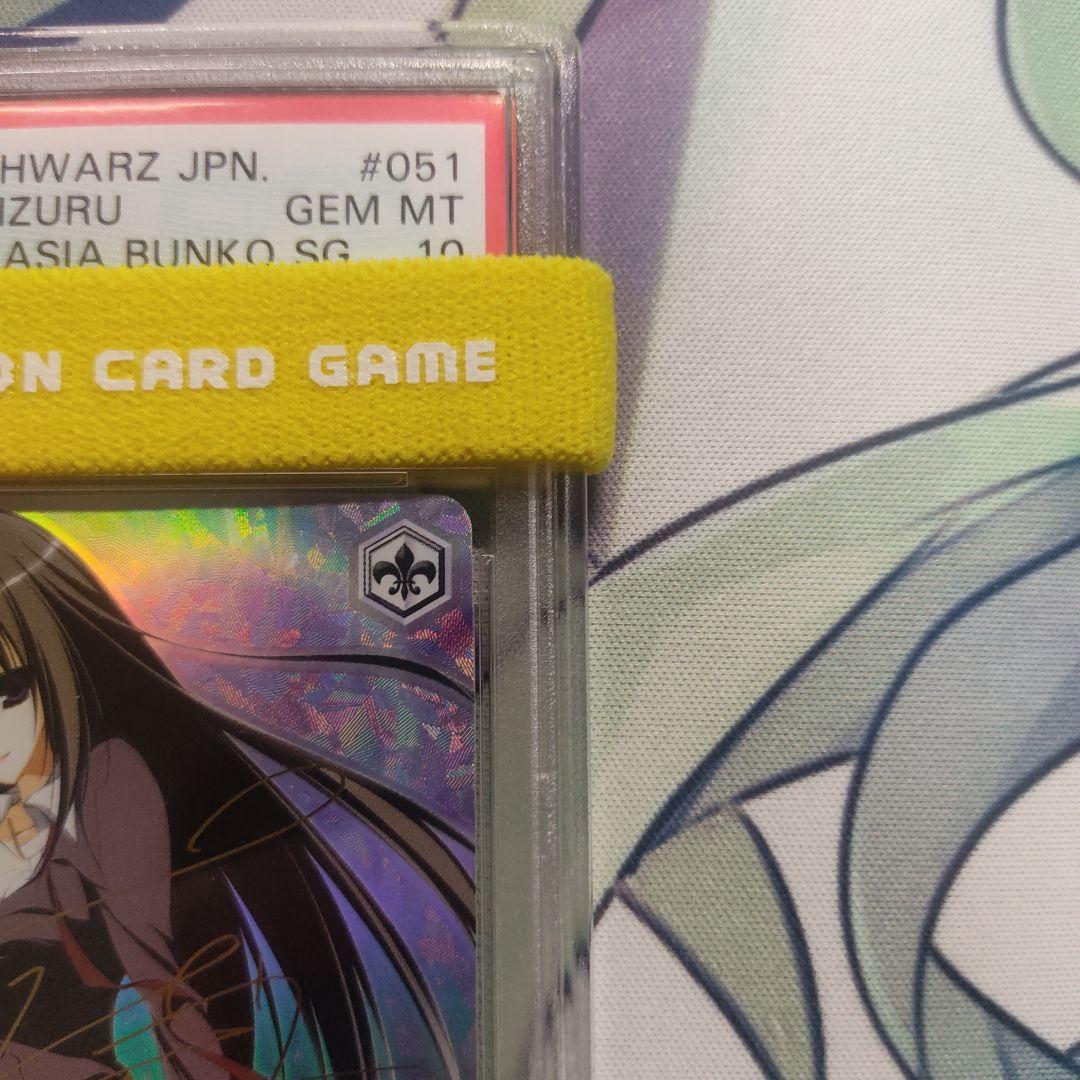 HWARZ JPN. #051
IZURU GEM MT
ASIA BUNKO SG 10
ON CARD GAME